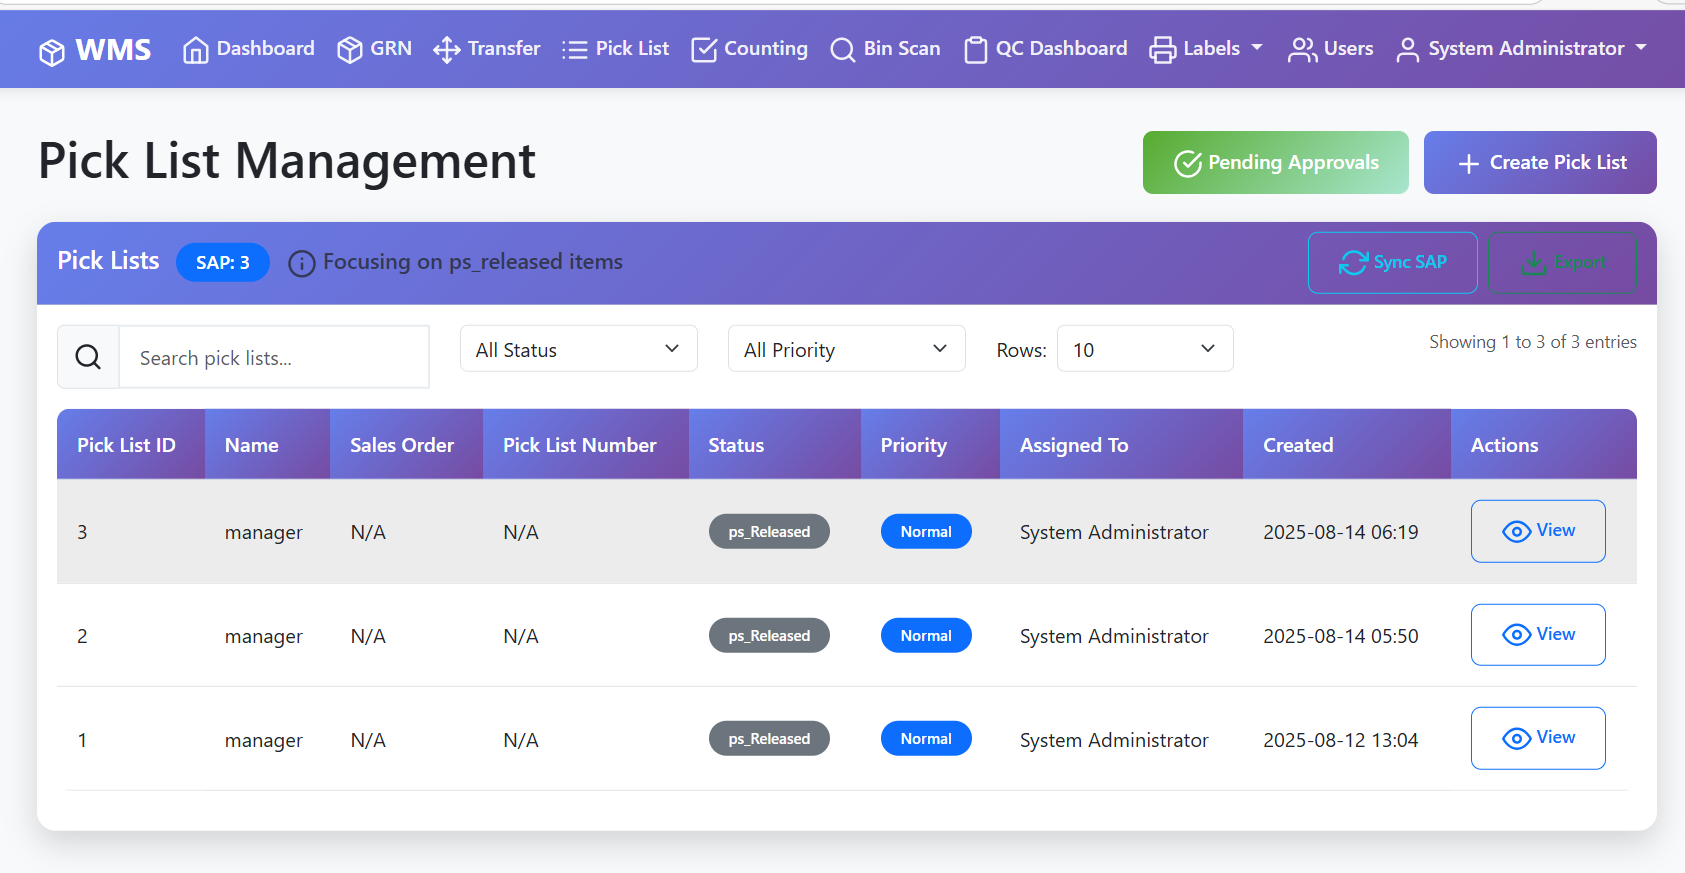 WMS Dashboard GRN Transfer Pick List Counting Bin Scan QC Dashboard Labels Users System Administrator
Pick List Management
Pending Approvals
Create Pick List
Pick Lists SAP: 3 Focusing on ps_released items
Sync SAP
Export
Search pick lists...
All Status
All Priority
Rows: 10
Showing 1 to 3 of 3 entries
Pick List ID Name Sales Order Pick List Number Status Priority Assigned To Created Actions
3 manager N/A N/A ps_Released Normal System Administrator 2025-08-14 06:19 View
2 manager N/A N/A ps_Released Normal System Administrator 2025-08-14 05:50 View
1 manager N/A N/A ps_Released Normal System Administrator 2025-08-12 13:04 View